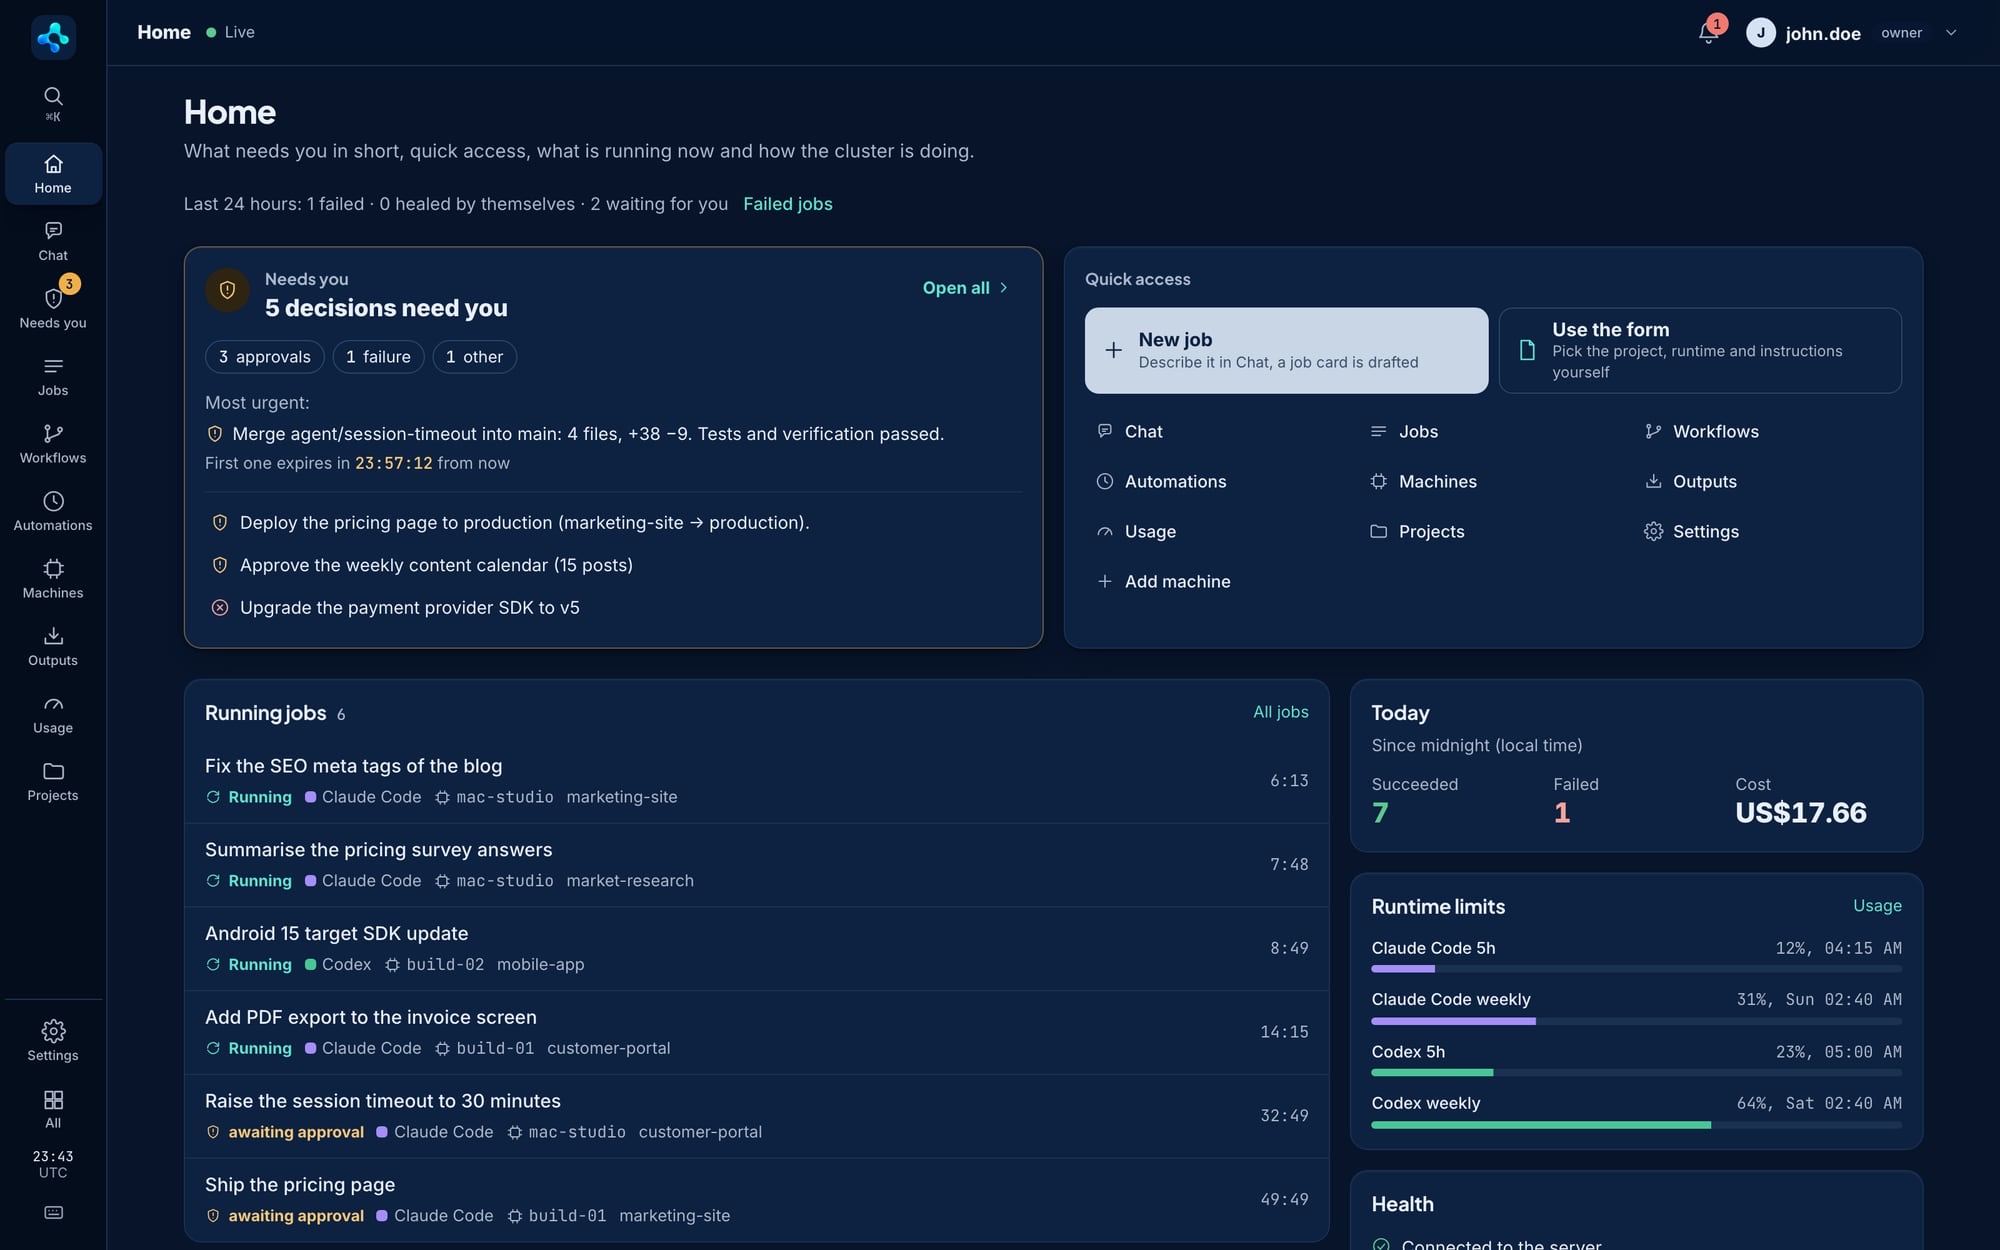 Home
Live
1
J
john.doe
owner
⌘K
Home
Chat
3
Needs you
Jobs
Workflows
Automations
Machines
Outputs
Usage
Projects
Settings
All
23:43
UTC
Home
What needs you in short, quick access, what is running now and how the cluster is doing.
Last 24 hours: 1 failed · 0 healed by themselves · 2 waiting for you Failed jobs
Needs you
5 decisions need you
Open all
3 approvals
1 failure
1 other
Most urgent:
Merge agent/session-timeout into main: 4 files, +38 −9. Tests and verification passed.
First one expires in 23:57:12 from now
Deploy the pricing page to production (marketing-site → production).
Approve the weekly content calendar (15 posts)
Upgrade the payment provider SDK to v5
Quick access
New job
Describe it in Chat, a job card is drafted
Use the form
Pick the project, runtime and instructions
yourself
Chat
Jobs
Workflows
Automations
Machines
Outputs
Usage
Projects
Settings
Add machine
Running jobs 6
All jobs
Fix the SEO meta tags of the blog
Running Claude Code mac-studio marketing-site
6:13
Summarise the pricing survey answers
Running Claude Code mac-studio market-research
7:48
Android 15 target SDK update
Running Codex build-02 mobile-app
8:49
Add PDF export to the invoice screen
Running Claude Code build-01 customer-portal
14:15
Raise the session timeout to 30 minutes
awaiting approval Claude Code mac-studio customer-portal
32:49
Ship the pricing page
awaiting approval Claude Code build-01 marketing-site
49:49
Today
Since midnight (local time)
Succeeded
7
Failed
1
Cost
US$17.66
Runtime limits
Usage
Claude Code 5h
12%, 04:15 AM
Claude Code weekly
31%, Sun 02:40 AM
Codex 5h
23%, 05:00 AM
Codex weekly
64%, Sat 02:40 AM
Health
Connected to the server